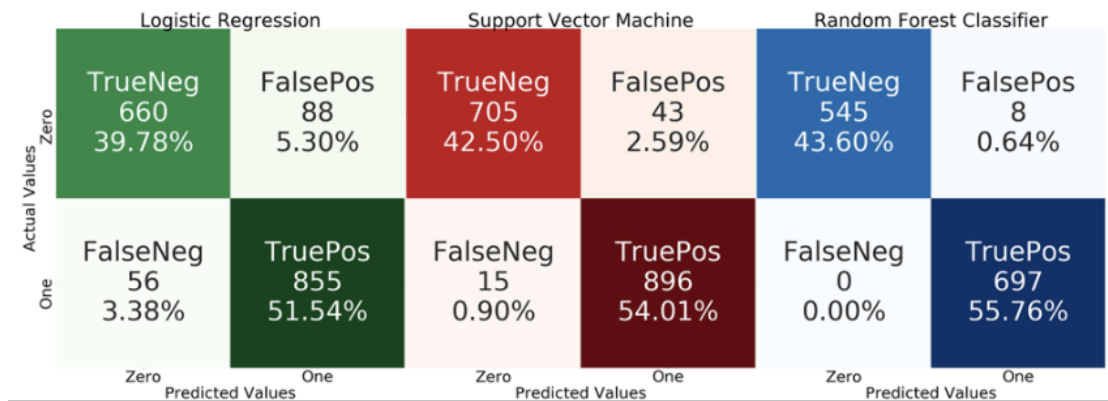 Logistic Regression
Support Vector Machine
Random Forest Classifier
Actual Values
Zero
One
TrueNeg
660
39.78%
FalsePos
88
5.30%
FalseNeg
56
3.38%
TruePos
855
51.54%
Zero
One
Predicted Values
TrueNeg
705
42.50%
FalsePos
43
2.59%
FalseNeg
15
0.90%
TruePos
896
54.01%
Zero
One
Predicted Values
TrueNeg
545
43.60%
FalsePos
8
0.64%
FalseNeg
0
0.00%
TruePos
697
55.76%
Zero
One
Predicted Values